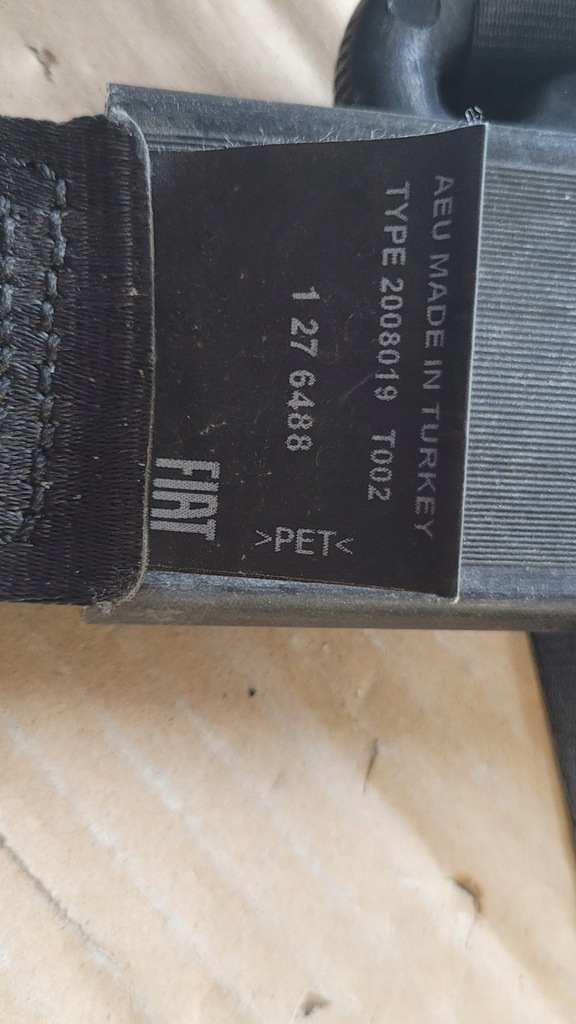 AEU MADE IN TURKEY
TYPE 2008019 T002
1 27 6488
>PET<
FIAT